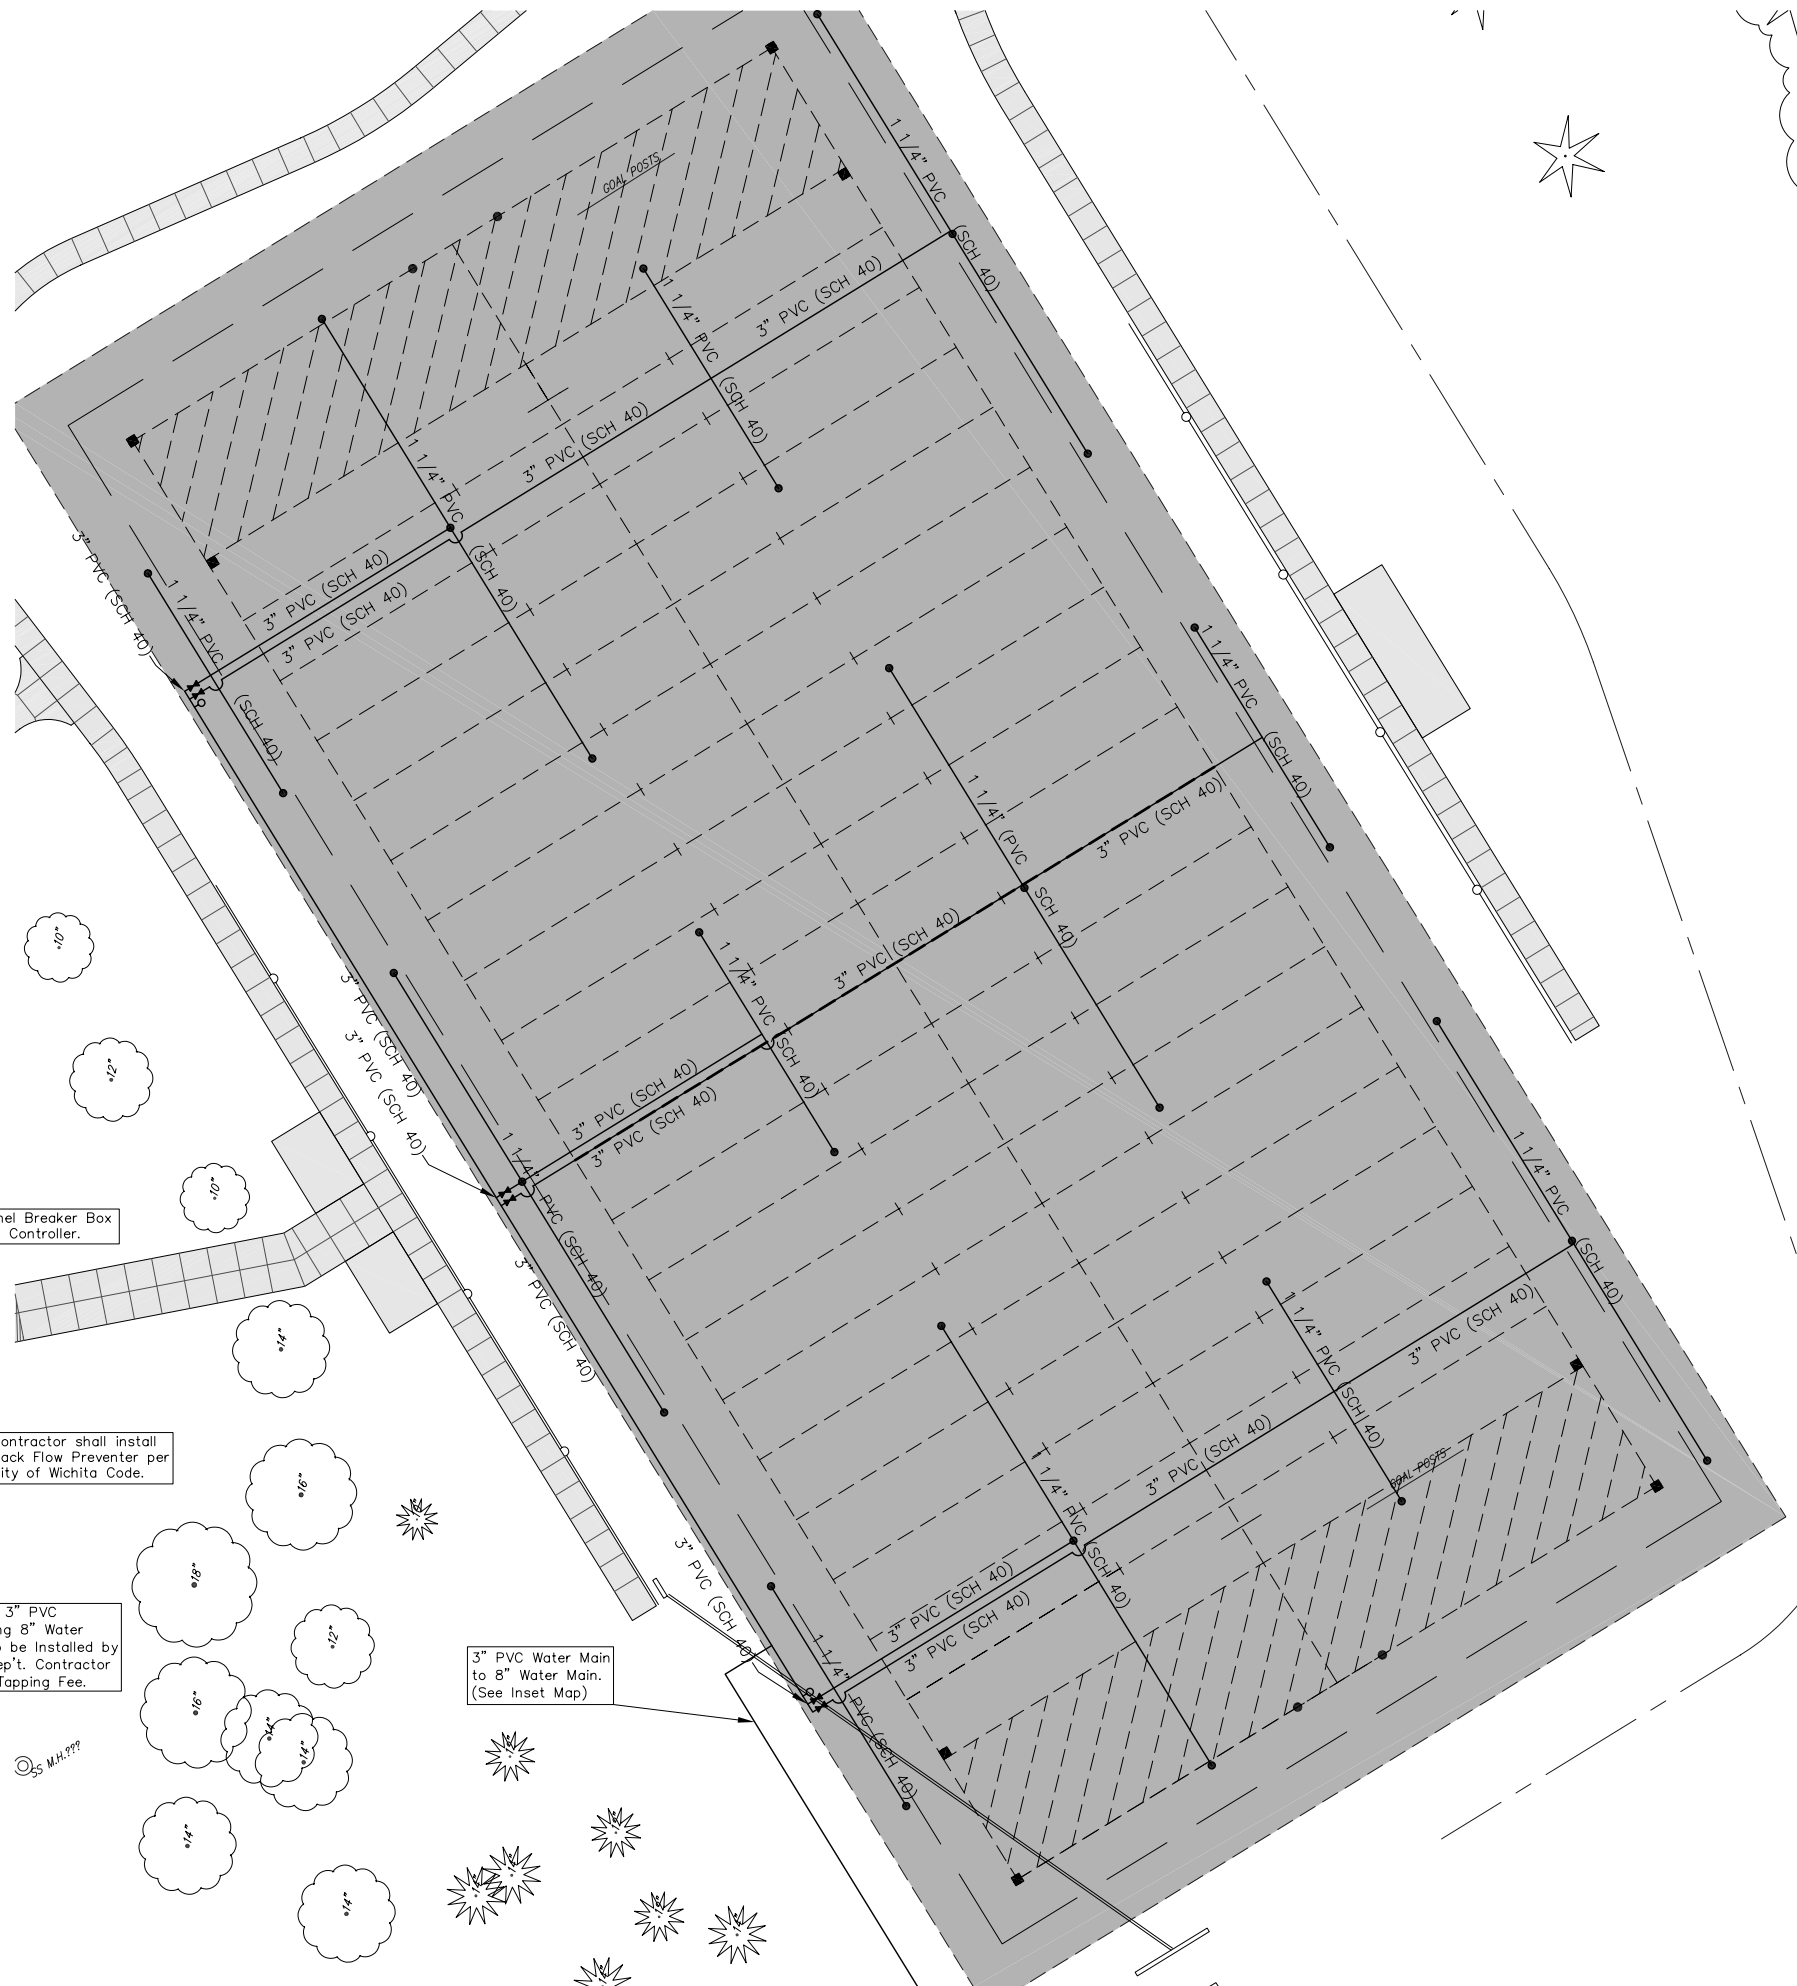 GOAL POSTS
1 1/4" PVC (SCH 40)
3" PVC (SCH 40)
1 1/4" PVC (SCH 40)
3" PVC (SCH 40)
1 1/4" PVC (SCH 40)
3" PVC (SCH 40)
3" PVC (SCH 40)
3" PVC (SCH 40)
1 1/4" PVC (SCH 40)
1 1/4" PVC (SCH 40)
1 1/4" PVC (SCH 40)
3" PVC (SCH 40)
3" PVC (SCH 40)
1 1/4" PVC (SCH 40)
3" PVC (SCH 40)
3" PVC (SCH 40)
3" PVC (SCH 40)
3" PVC (SCH 40)
1 1/4" PVC (SCH 40)
3" PVC (SCH 40)
1 1/4" PVC (SCH 40)
3" PVC (SCH 40)
1 1/4" PVC (SCH 40)
3" PVC (SCH 40)
1 1/4" PVC (SCH 40)
GOAL POSTS
3" PVC (SCH 40)
3" PVC (SCH 40)
3" PVC (SCH 40)
1 1/4" PVC (SCH 40)
10"
12"
10"
nel Breaker Box
Controller.
14"
ontractor shall install
ack Flow Preventer per
ity of Wichita Code.
16"
18"
3" PVC
ng 8" Water
o be Installed by
ep't. Contractor
Tapping Fee.
12"
16"
14"
14"
SS M.H.???
14"
14"
3" PVC Water Main
to 8" Water Main.
(See Inset Map)